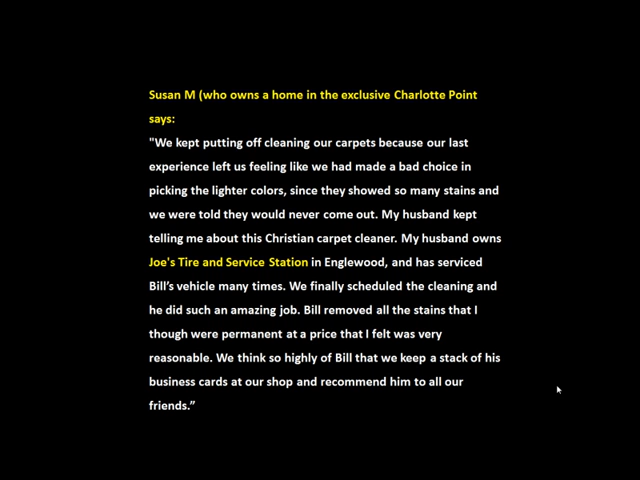 Susan M (who owns a home in the exclusive Charlotte Point
says:
"We kept putting off cleaning our carpets because our last
experience left us feeling like we had made a bad choice in
picking the lighter colors, since they showed so many stains and
we were told they would never come out. My husband kept
telling me about this Christian carpet cleaner. My husband owns
Joe's Tire and Service Station in Englewood, and has serviced
Bill’s vehicle many times. We finally scheduled the cleaning and
he did such an amazing job. Bill removed all the stains that I
though were permanent at a price that I felt was very
reasonable. We think so highly of Bill that we keep a stack of his
business cards at our shop and recommend him to all our
friends.”